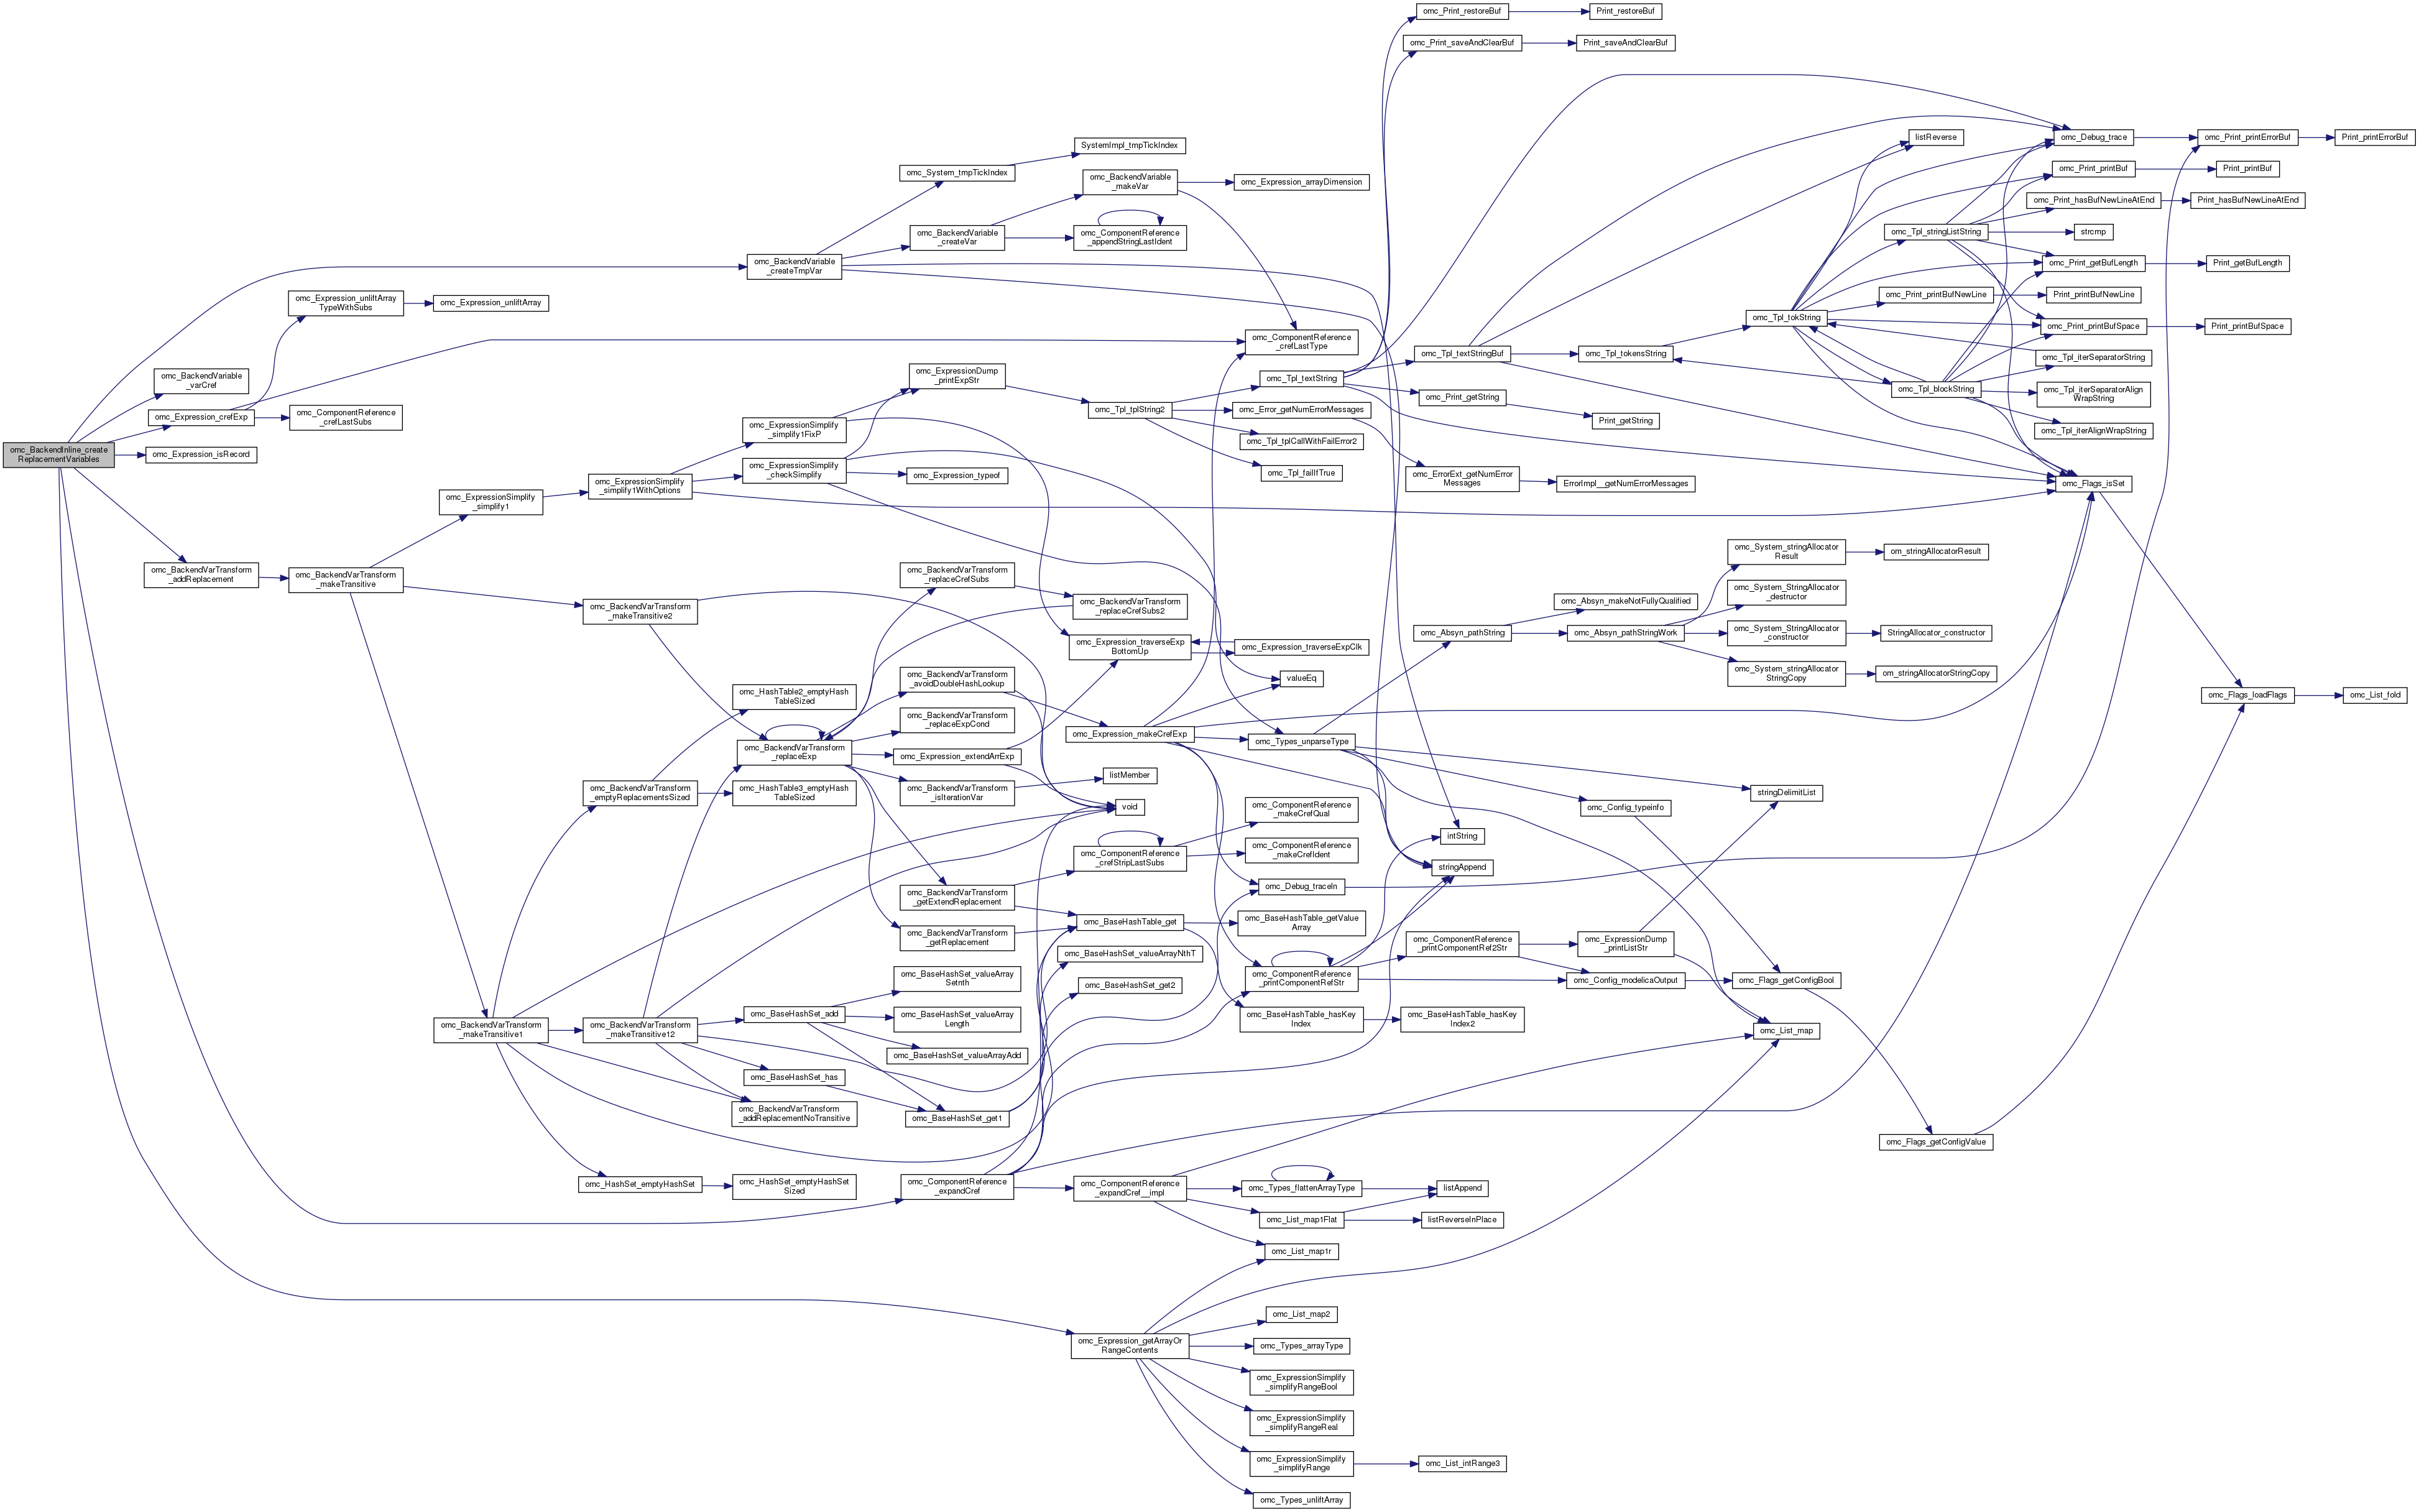 omc_BackendInline_create
ReplacementVariables
omc_BackendVariable
_varCref
omc_Expression_crefExp
omc_Expression_isRecord
omc_BackendVarTransform
_addReplacement
omc_Expression_unliftArray
TypeWithSubs
omc_ComponentReference
_crefLastSubs
omc_BackendVarTransform
_makeTransitive
omc_Expression_unliftArray
omc_ExpressionSimplify
_simplify1
omc_BackendVarTransform
_makeTransitive1
omc_ExpressionSimplify
_simplify1WithOptions
omc_BackendVarTransform
_makeTransitive2
omc_BackendVarTransform
_emptyReplacementsSized
omc_BackendVarTransform
_makeTransitive12
omc_HashSet_emptyHashSet
omc_BackendVariable
_createTmpVar
omc_ExpressionSimplify
_simplify1FixP
omc_ExpressionSimplify
_checkSimplify
omc_HashTable2_emptyHash
TableSized
omc_BackendVarTransform
_replaceExp
omc_HashTable3_emptyHash
TableSized
omc_BaseHashSet_add
omc_BaseHashSet_has
omc_BackendVarTransform
_addReplacementNoTransitive
omc_HashSet_emptyHashSet
Sized
omc_System_tmpTickIndex
omc_BackendVariable
_createVar
omc_ExpressionDump
_printExpStr
omc_Expression_typeof
omc_BackendVarTransform
_replaceCrefSubs
omc_BackendVarTransform
_avoidDoubleHashLookup
omc_BackendVarTransform
_replaceExpCond
omc_Expression_extendArrExp
omc_BackendVarTransform
_isIterationVar
omc_BackendVarTransform
_getExtendReplacement
omc_BackendVarTransform
_getReplacement
omc_BaseHashSet_valueArray
Setnth
omc_BaseHashSet_valueArray
Length
omc_BaseHashSet_valueArrayAdd
omc_BaseHashSet_get1
omc_ComponentReference
_expandCref
SystemImpl_tmpTickIndex
omc_BackendVariable
_makeVar
omc_ComponentReference
_appendStringLastIdent
omc_Tpl_tplString2
omc_BackendVarTransform
_replaceCrefSubs2
omc_Expression_traverseExp
BottomUp
omc_Expression_makeCrefExp
listMember
void
omc_ComponentReference
_crefStripLastSubs
omc_BaseHashTable_get
omc_BaseHashSet_valueArrayNthT
omc_BaseHashSet_get2
omc_ComponentReference
_expandCref__impl
omc_Expression_getArrayOr
RangeContents
omc_Expression_arrayDimension
omc_ComponentReference
_crefLastType
omc_Tpl_textString
omc_Error_getNumErrorMessages
omc_Tpl_tplCallWithFailError2
omc_Tpl_failIfTrue
omc_Expression_traverseExpClk
valueEq
omc_Types_unparseType
omc_ComponentReference
_makeCrefQual
omc_ComponentReference
_makeCrefIdent
omc_Debug_traceln
omc_BaseHashTable_getValue
Array
omc_ComponentReference
_printComponentRefStr
omc_BaseHashTable_hasKey
Index
omc_Types_flattenArrayType
omc_List_map1Flat
omc_List_map1r
omc_List_map2
omc_Types_arrayType
omc_ExpressionSimplify
_simplifyRangeBool
omc_ExpressionSimplify
_simplifyRangeReal
omc_ExpressionSimplify
_simplifyRange
omc_Types_unliftArray
omc_Print_restoreBuf
omc_Print_saveAndClearBuf
omc_Tpl_textStringBuf
omc_Print_getString
omc_ErrorExt_getNumError
Messages
omc_Absyn_pathString
intString
stringAppend
omc_ComponentReference
_printComponentRef2Str
omc_BaseHashTable_hasKey
Index2
listAppend
listReverseInPlace
omc_List_intRange3
Print_restoreBuf
Print_saveAndClearBuf
omc_Tpl_tokensString
Print_getString
ErrorImpl__getNumErrorMessages
omc_Absyn_makeNotFullyQualified
omc_Absyn_pathStringWork
omc_Config_typeinfo
omc_ExpressionDump
_printListStr
omc_Config_modelicaOutput
omc_Tpl_tokString
omc_System_stringAllocator
Result
omc_System_StringAllocator
_destructor
omc_System_StringAllocator
_constructor
omc_System_stringAllocator
StringCopy
stringDelimitList
omc_Flags_getConfigBool
omc_List_map
listReverse
omc_Tpl_stringListString
omc_Print_printBufNewLine
omc_Tpl_blockString
om_stringAllocatorResult
StringAllocator_constructor
om_stringAllocatorStringCopy
omc_Flags_getConfigValue
omc_Debug_trace
omc_Print_printBuf
omc_Print_hasBufNewLineAtEnd
strcmp
omc_Print_getBufLength
Print_printBufNewLine
omc_Print_printBufSpace
omc_Tpl_iterSeparatorString
omc_Tpl_iterSeparatorAlign
WrapString
omc_Tpl_iterAlignWrapString
omc_Flags_isSet
omc_Print_printErrorBuf
Print_printBuf
Print_hasBufNewLineAtEnd
Print_getBufLength
Print_printBufSpace
omc_Flags_loadFlags
Print_printErrorBuf
omc_List_fold